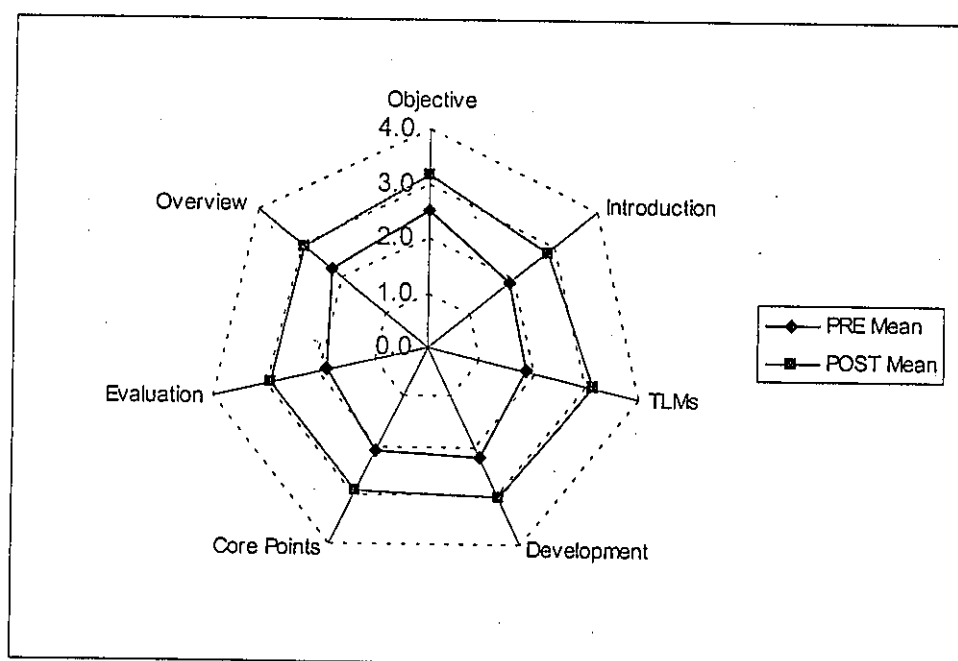 Objective
4.0
3.0
Overview
Introduction
2.0
1.0
0.0
PRE Mean
POST Mean
Evaluation
TLMs
Core Points
Development